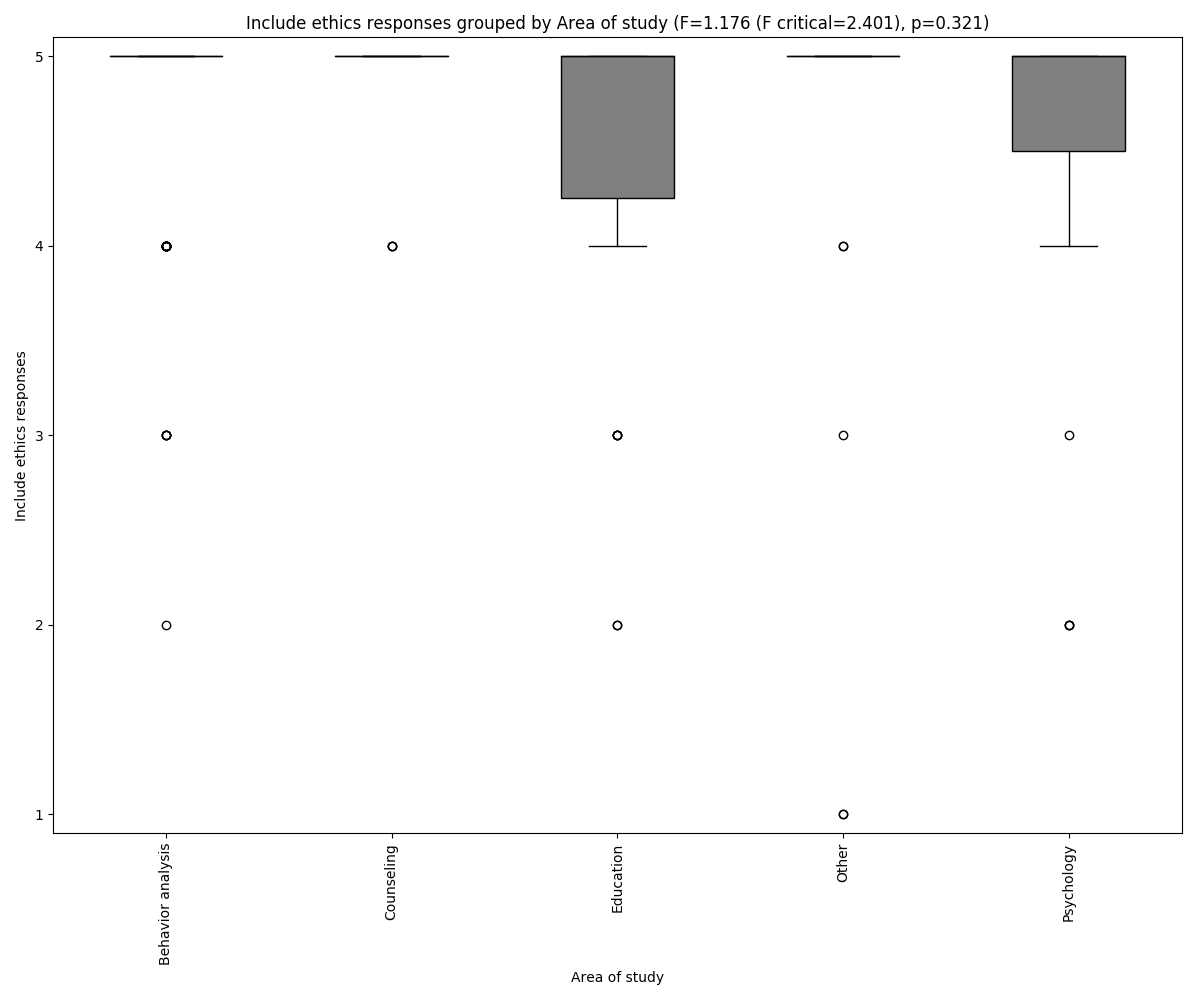 Include ethics responses grouped by Area of study (F=1.176 (F critical=2.401), p=0.321)
5
4
3
2
1
Include ethics responses
Behavior analysis
Counseling
Education
Other
Psychology
Area of study